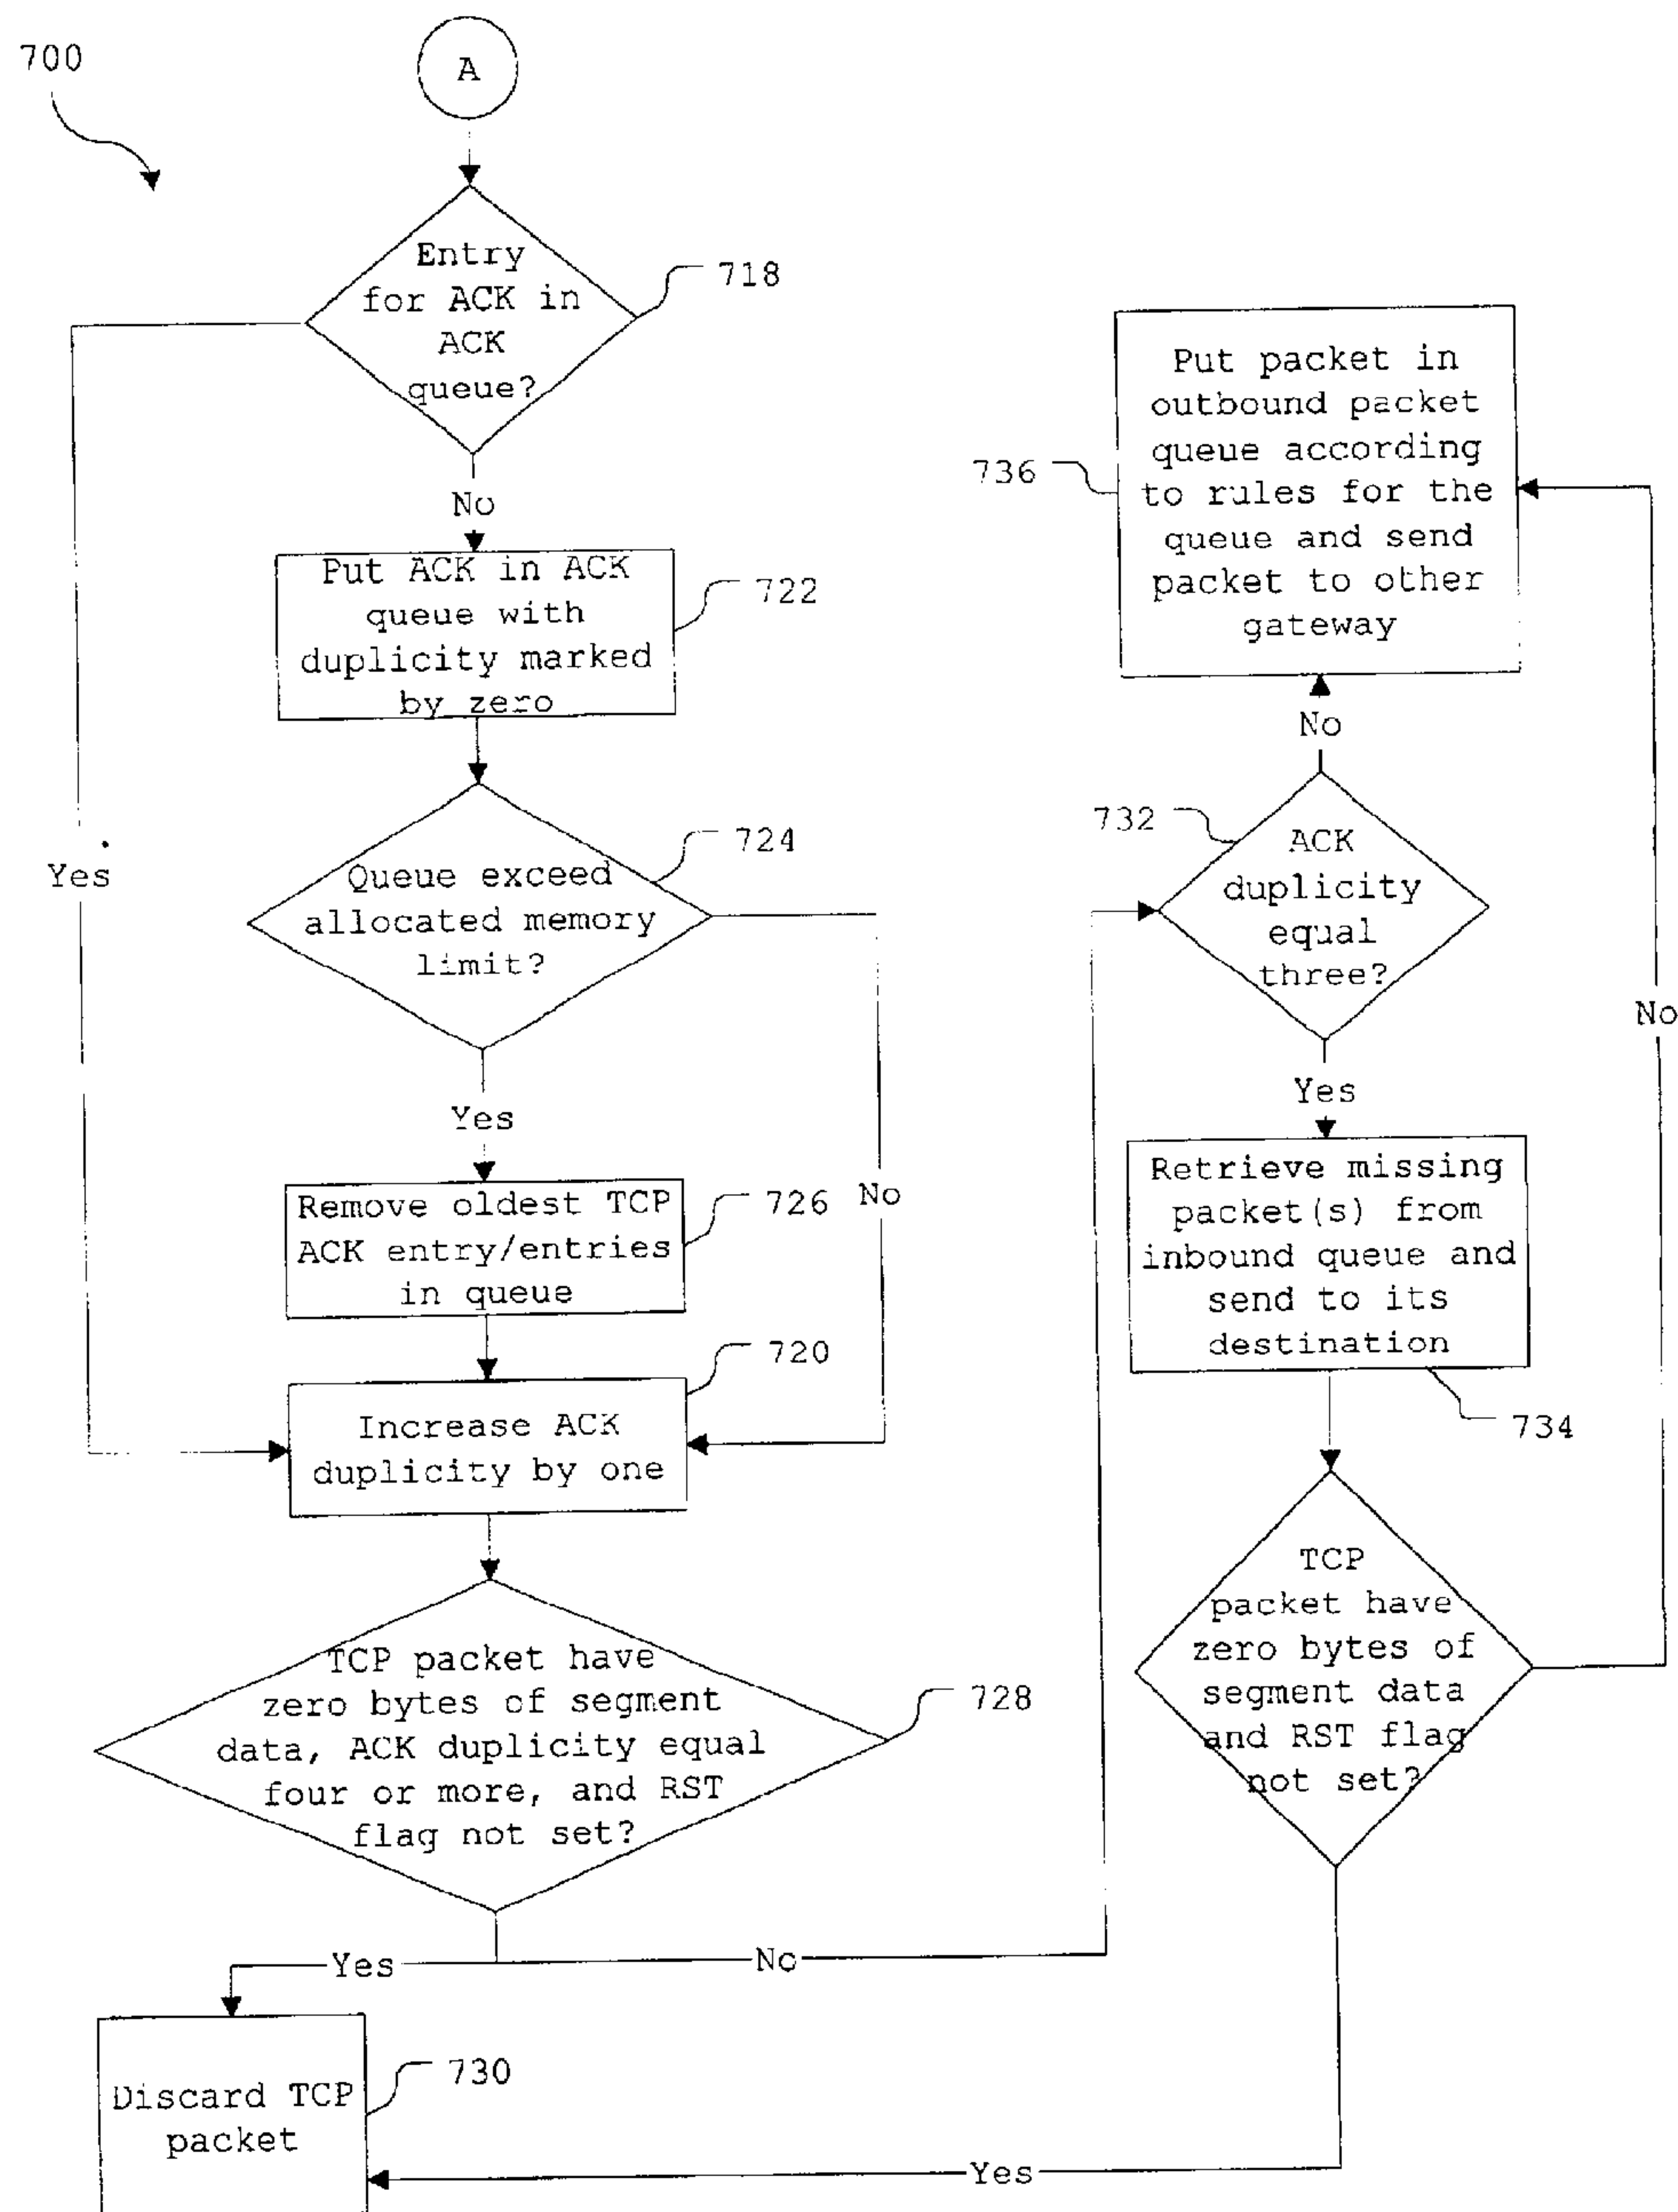 700
A
Entry
for ACK in
ACK
queue?
718
No
Put ACK in ACK
queue with
duplicity marked
by zero
722
Queue exceed
allocated memory
limit?
724
Yes
No
Yes
Remove oldest TCP
ACK entry/entries
in queue
726
Increase ACK
duplicity by one
720
TCP packet have
zero bytes of segment
data, ACK duplicity equal
four or more, and RST
flag not set?
728
Yes
No
Discard TCP
packet
730
Put packet in
outbound packet
queue according
to rules for the
queue and send
packet to other
gateway
736
No
ACK
duplicity
equal
three?
732
Yes
Retrieve missing
packet(s) from
inbound queue and
send to its
destination
734
TCP
packet have
zero bytes of
segment data
and RST flag
not set?
No
Yes